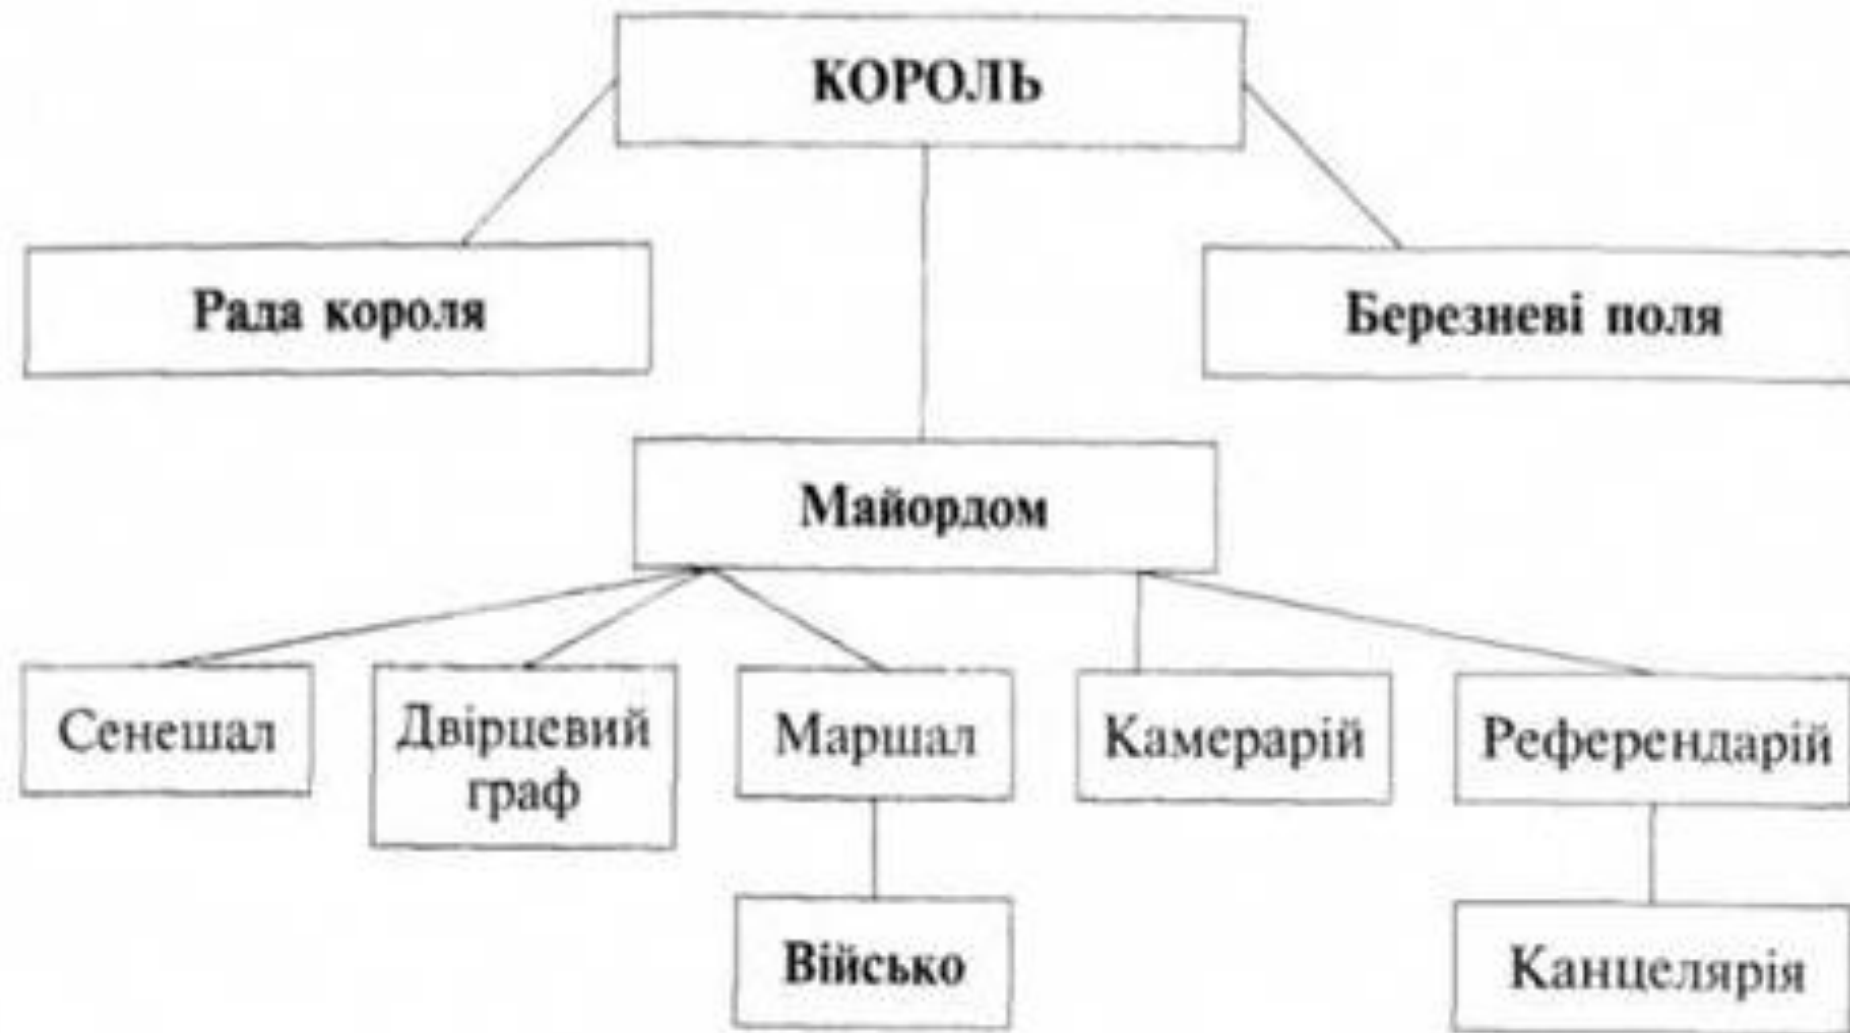 КОРОЛЬ
Рада короля
Березневі поля
Майордом
Сенешал
Двірцевий
граф
Маршал
Камерарій
Референдарій
Військо
Канцелярія